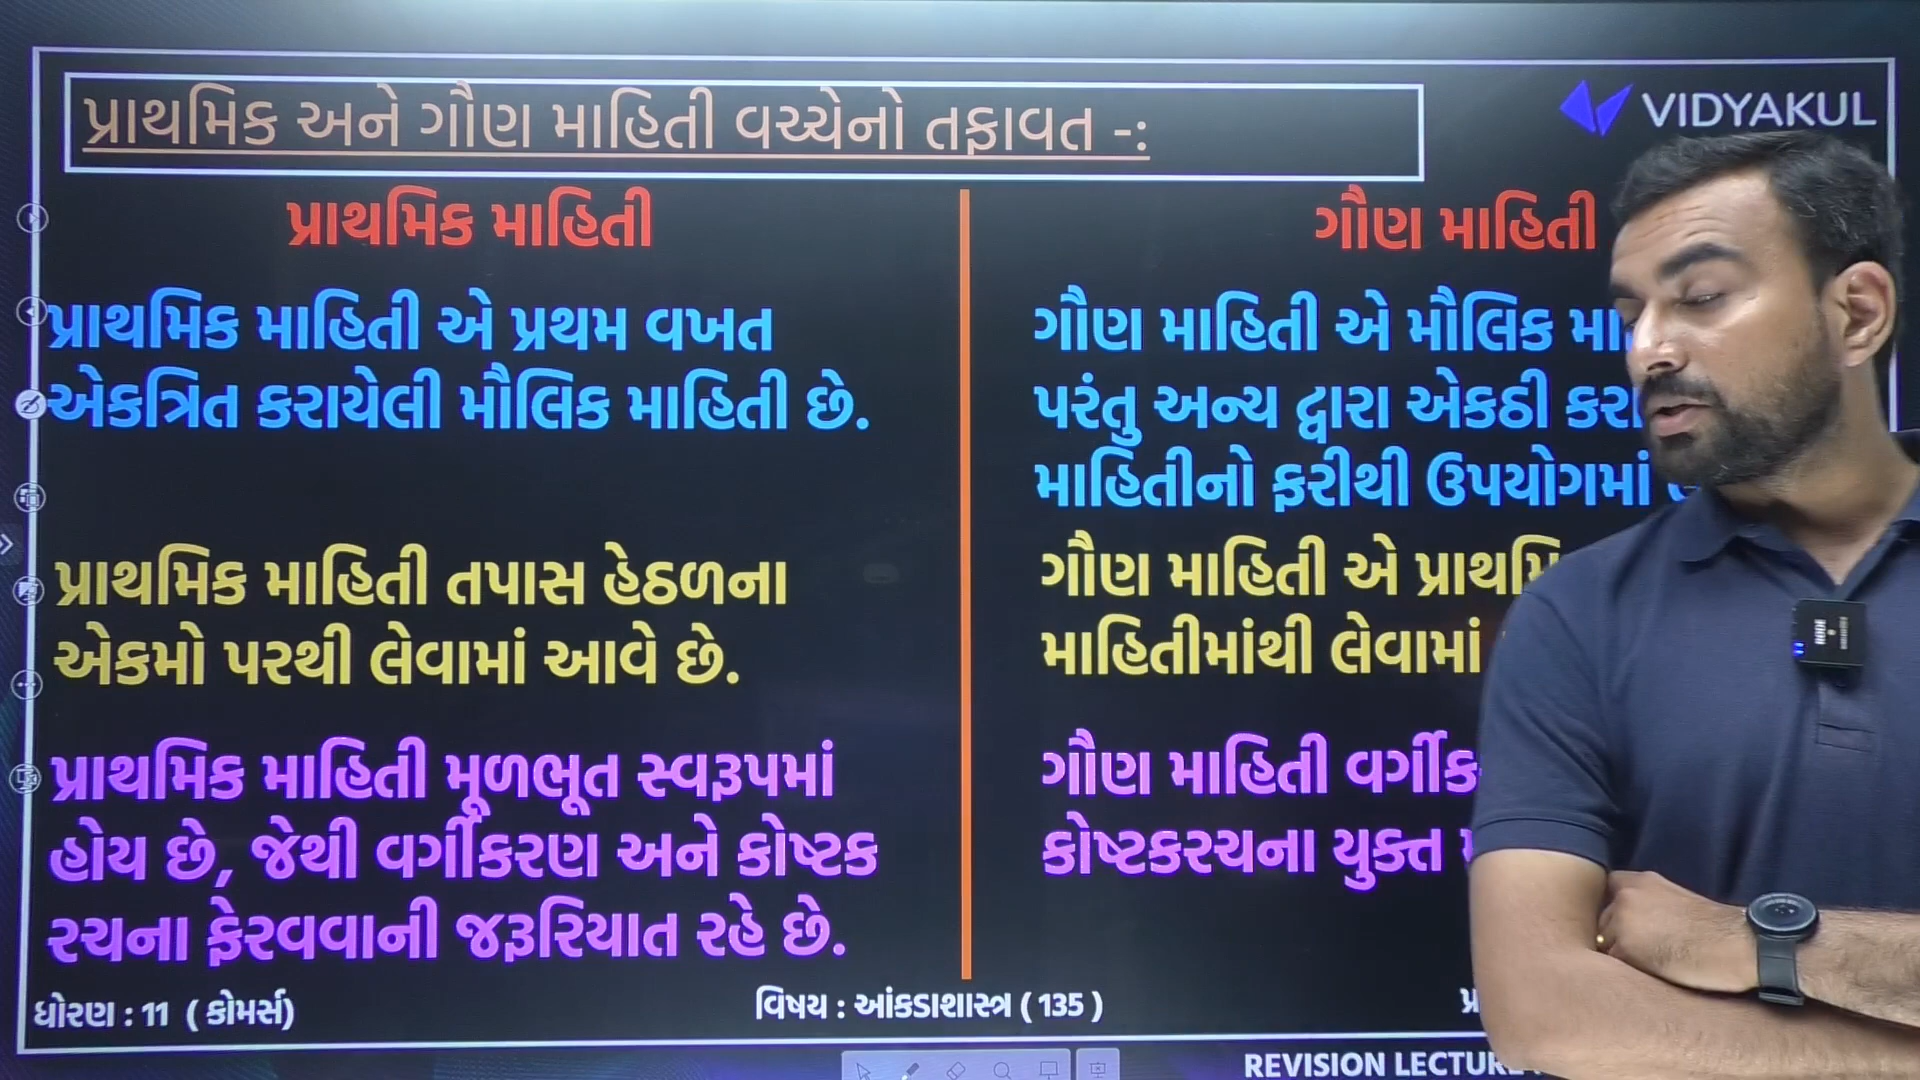 પ્રાથમિક અને ગૌણ માહિતી વચ્ચેનો તફાવત -:
VIDYAKUL
પ્રાથમિક માહિતી
પ્રાથમિક માહિતી એ પ્રથમ વખત
એકત્રિત કરાયેલી મૌલિક માહિતી છે.
પ્રાથમિક માહિતી તપાસ હેઠળના
એકમો પરથી લેવામાં આવે છે.
પ્રાથમિક માહિતી મૂળભૂત સ્વરૂપમાં
હોય છે, જેથી વર્ગીકરણ અને કોષ્ટક
રચના ફેરવવાની જરૂરિયાત રહે છે.
ગૌણ માહિતી
ગૌણ માહિતી એ મૌલિક
પરંતુ અન્ય દ્વારા એકઠી
માહિતીનો ફરીથી ઉપયોગમાં
ગૌણ માહિતી એ
માહિતીમાંથી લેવામાં
ગૌણ માહિતી
કોષ્ટકરચના યુક્ત
ધોરણ : 11 ( કોમર્સ)
વિષય : આંકડાશાસ્ત્ર ( 135 )
REVISION LECTURE